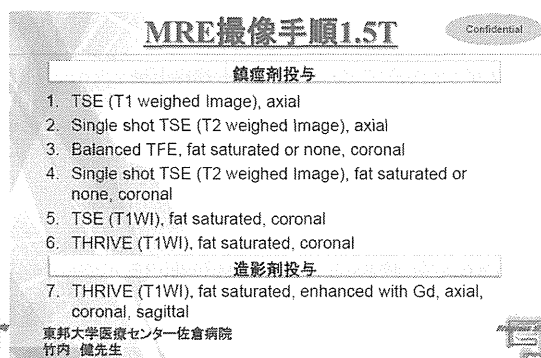 MRE撮像手順1.5T
Confidential
鎮痙剤投与
1. TSE (T1 weighed Image), axial
2. Single shot TSE (T2 weighed Image), axial
3. Balanced TFE, fat saturated or none, coronal
4. Single shot TSE (T2 weighed Image), fat saturated or
none, coronal
5. TSE (T1WI), fat saturated, coronal
6. THRIVE (T1WI), fat saturated, coronal
造影剤投与
7. THRIVE (T1WI), fat saturated, enhanced with Gd, axial,
coronal, sagittal
東邦大学医療センター佐倉病院
竹内 健先生